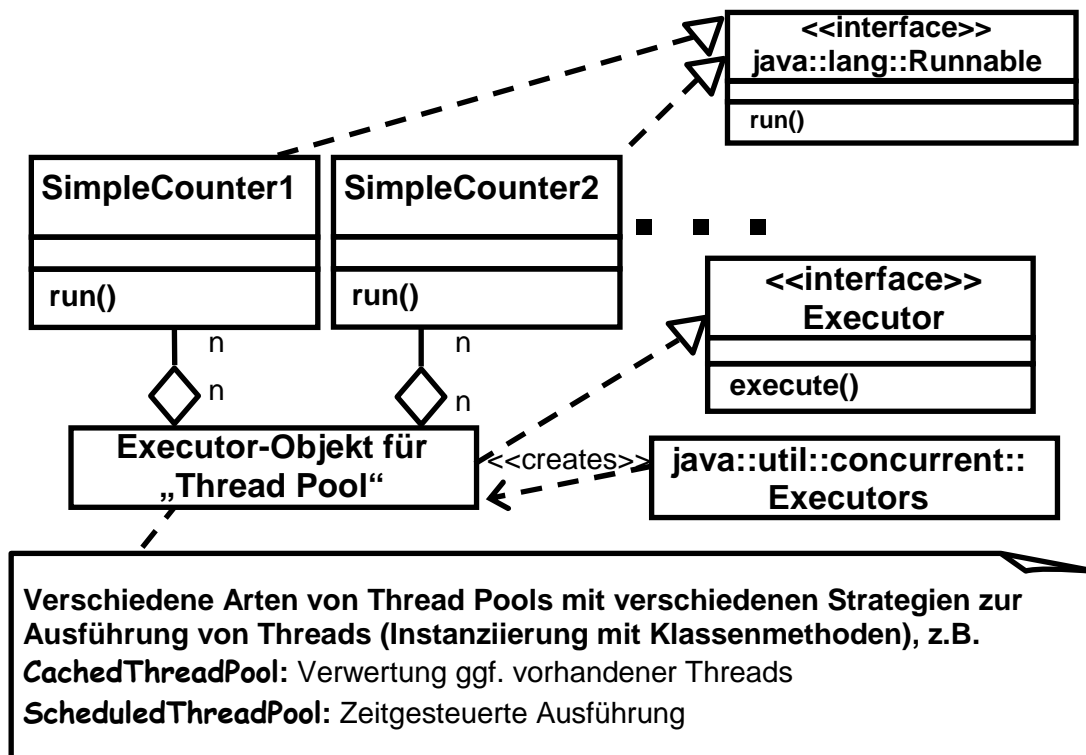 <<interface>>
java::lang::Runnable
run()
SimpleCounter1
run()
SimpleCounter2
run()
<<interface>>
Executor
execute()
n
n
n
n
Executor-Objekt für
„Thread Pool“
<<creates>>
java::util::concurrent::
Executors
Verschiedene Arten von Thread Pools mit verschiedenen Strategien zur
Ausführung von Threads (Instanziierung mit Klassenmethoden), z.B.
CachedThreadPool: Verwertung ggf. vorhandener Threads
ScheduledThreadPool: Zeitgesteuerte Ausführung